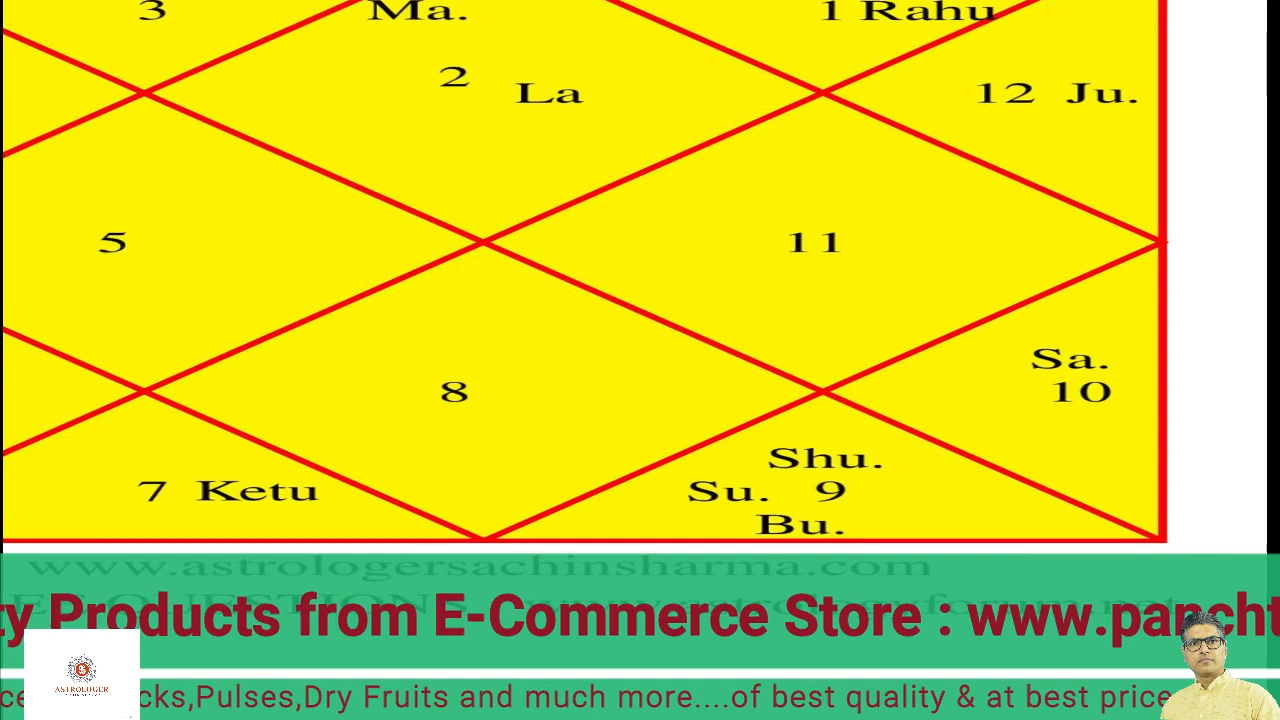 3
Ma.
1 Rahu
2
La
12 Ju.
5
11
Sa.
10
8
Shu.
7 Ketu
Su. 9
Bu.
www.astrologersachinsharma.com
ty Products from E-Commerce Store : www.pancht
ASTROLOGER
cks,Pulses,Dry Fruits and much more....of best quality & at best price